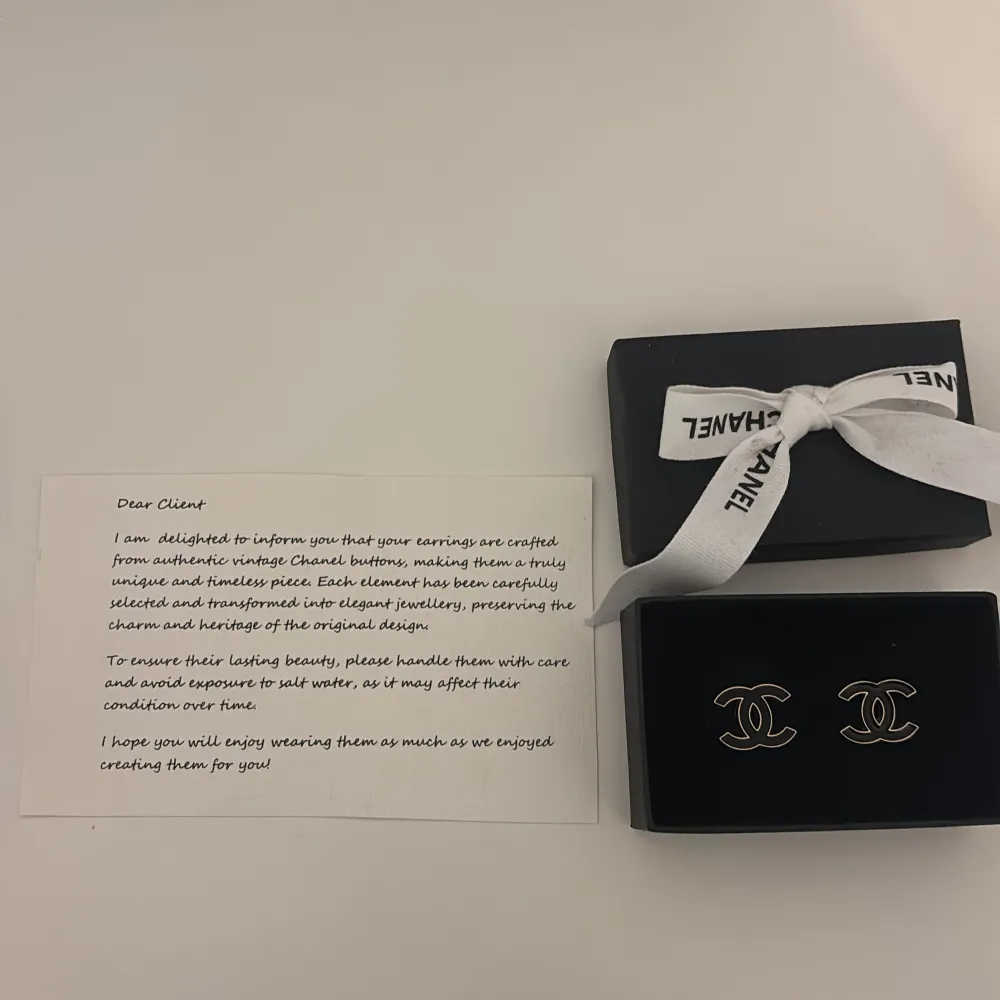 Dear Client
I am delighted to inform you that your earrings are crafted
from authentic vintage Chanel buttons, making them a truly
unique and timeless piece. Each element has been carefully
selected and transformed into elegant jewellery, preserving the
charm and heritage of the original design.
To ensure their lasting beauty, please handle them with care
and avoid exposure to salt water, as it may affect their
condition over time.
I hope you will enjoy wearing them as much as we enjoyed
creating them for you!
CHANEL
NEL
HANEL